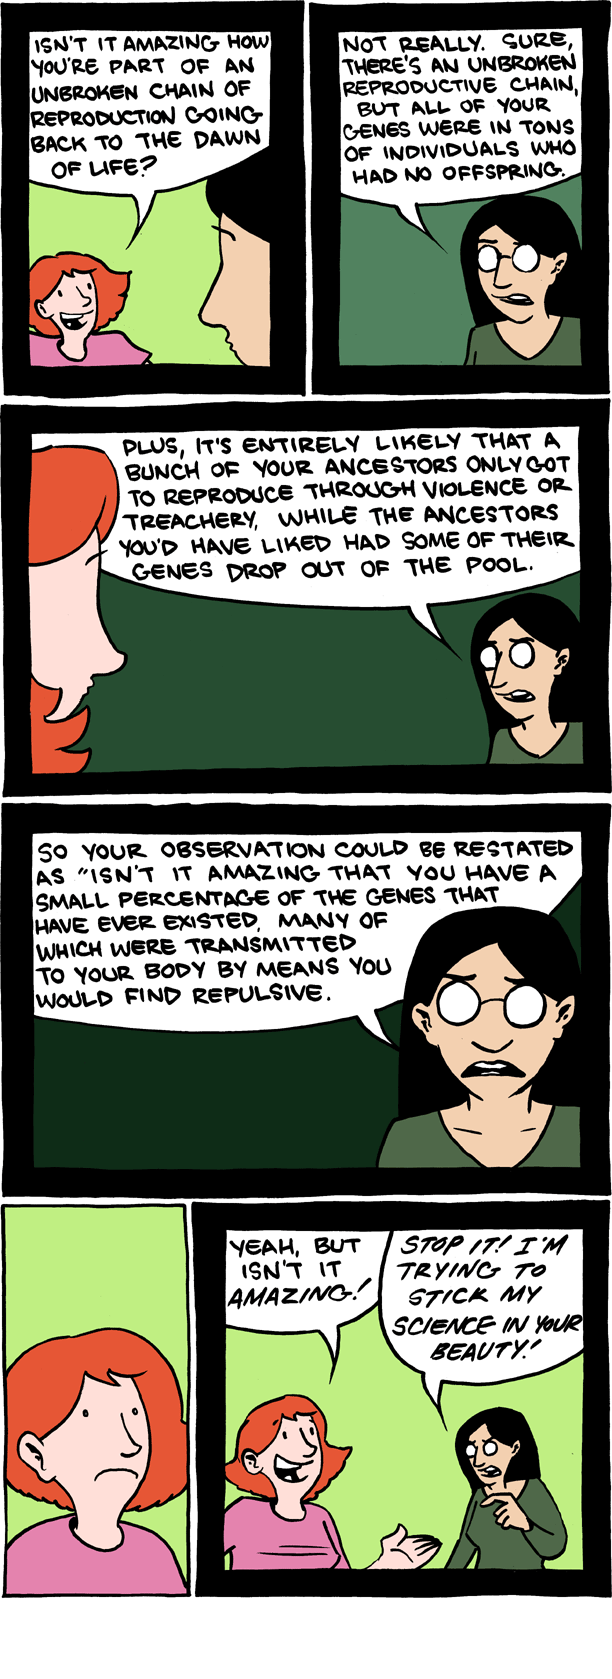 ISN'T IT AMAZING HOW
YOU'RE PART OF AN
UNBROKEN CHAIN OF
REPRODUCTION GOING
BACK TO THE DAWN
OF LIFE?
NOT REALLY. SURE,
THERE'S AN UNBROKEN
REPRODUCTIVE CHAIN,
BUT ALL OF YOUR
GENES WERE IN TONS
OF INDIVIDUALS WHO
HAD NO OFFSPRING.
PLUS, IT'S ENTIRELY LIKELY THAT A
BUNCH OF YOUR ANCESTORS ONLY GOT
TO REPRODUCE THROUGH VIOLENCE OR
TREACHERY, WHILE THE ANCESTORS
YOU'D HAVE LIKED HAD SOME OF THEIR
GENES DROP OUT OF THE POOL.
SO YOUR OBSERVATION COULD BE RESTATED
AS "ISN'T IT AMAZING THAT YOU HAVE A
SMALL PERCENTAGE OF THE GENES THAT
HAVE EVER EXISTED, MANY OF
WHICH WERE TRANSMITTED
TO YOUR BODY BY MEANS YOU
WOULD FIND REPULSIVE.
YEAH, BUT
ISN'T IT
AMAZING!
STOP IT! I'M
TRYING TO
STICK MY
SCIENCE IN YOUR
BEAUTY!